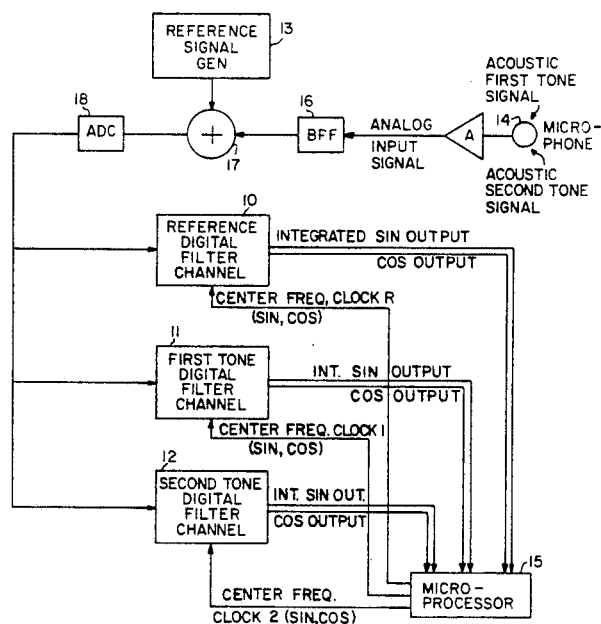 13
REFERENCE
SIGNAL
GEN.
18
ADC
+
17
16
BFF
ANALOG
INPUT
SIGNAL
A
14
ACOUSTIC
FIRST TONE
SIGNAL
MICRO-
PHONE
ACOUSTIC
SECOND TONE
SIGNAL
10
REFERENCE
DIGITAL
FILTER
CHANNEL
INTEGRATED SIN OUTPUT
COS OUTPUT
CENTER FREQ, CLOCK R
(SIN, COS)
11
FIRST TONE
DIGITAL
FILTER
CHANNEL
INT. SIN OUTPUT
COS OUTPUT
CENTER FREQ. CLOCK 1
(SIN, COS)
12
SECOND TONE
DIGITAL
FILTER
CHANNEL
INT. SIN OUT.
COS OUTPUT
CENTER FREQ.
CLOCK 2 (SIN,COS)
15
MICRO-
PROCESSOR